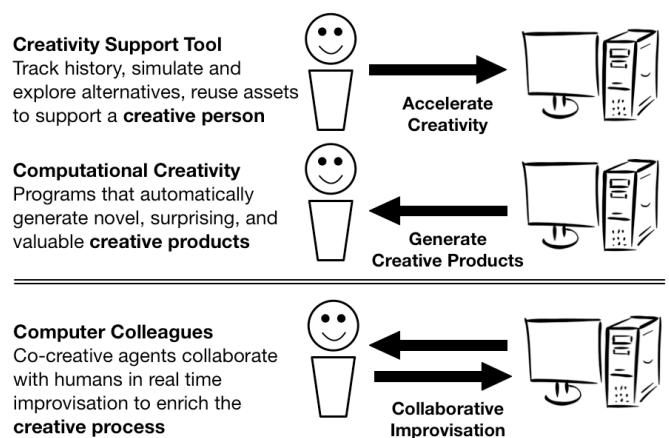 Creativity Support Tool
Track history, simulate and
explore alternatives, reuse assets
to support a creative person
Accelerate
Creativity
Computational Creativity
Programs that automatically
generate novel, surprising, and
valuable creative products
Generate
Creative Products
Computer Colleagues
Co-creative agents collaborate
with humans in real time
improvisation to enrich the
creative process
Collaborative
Improvisation